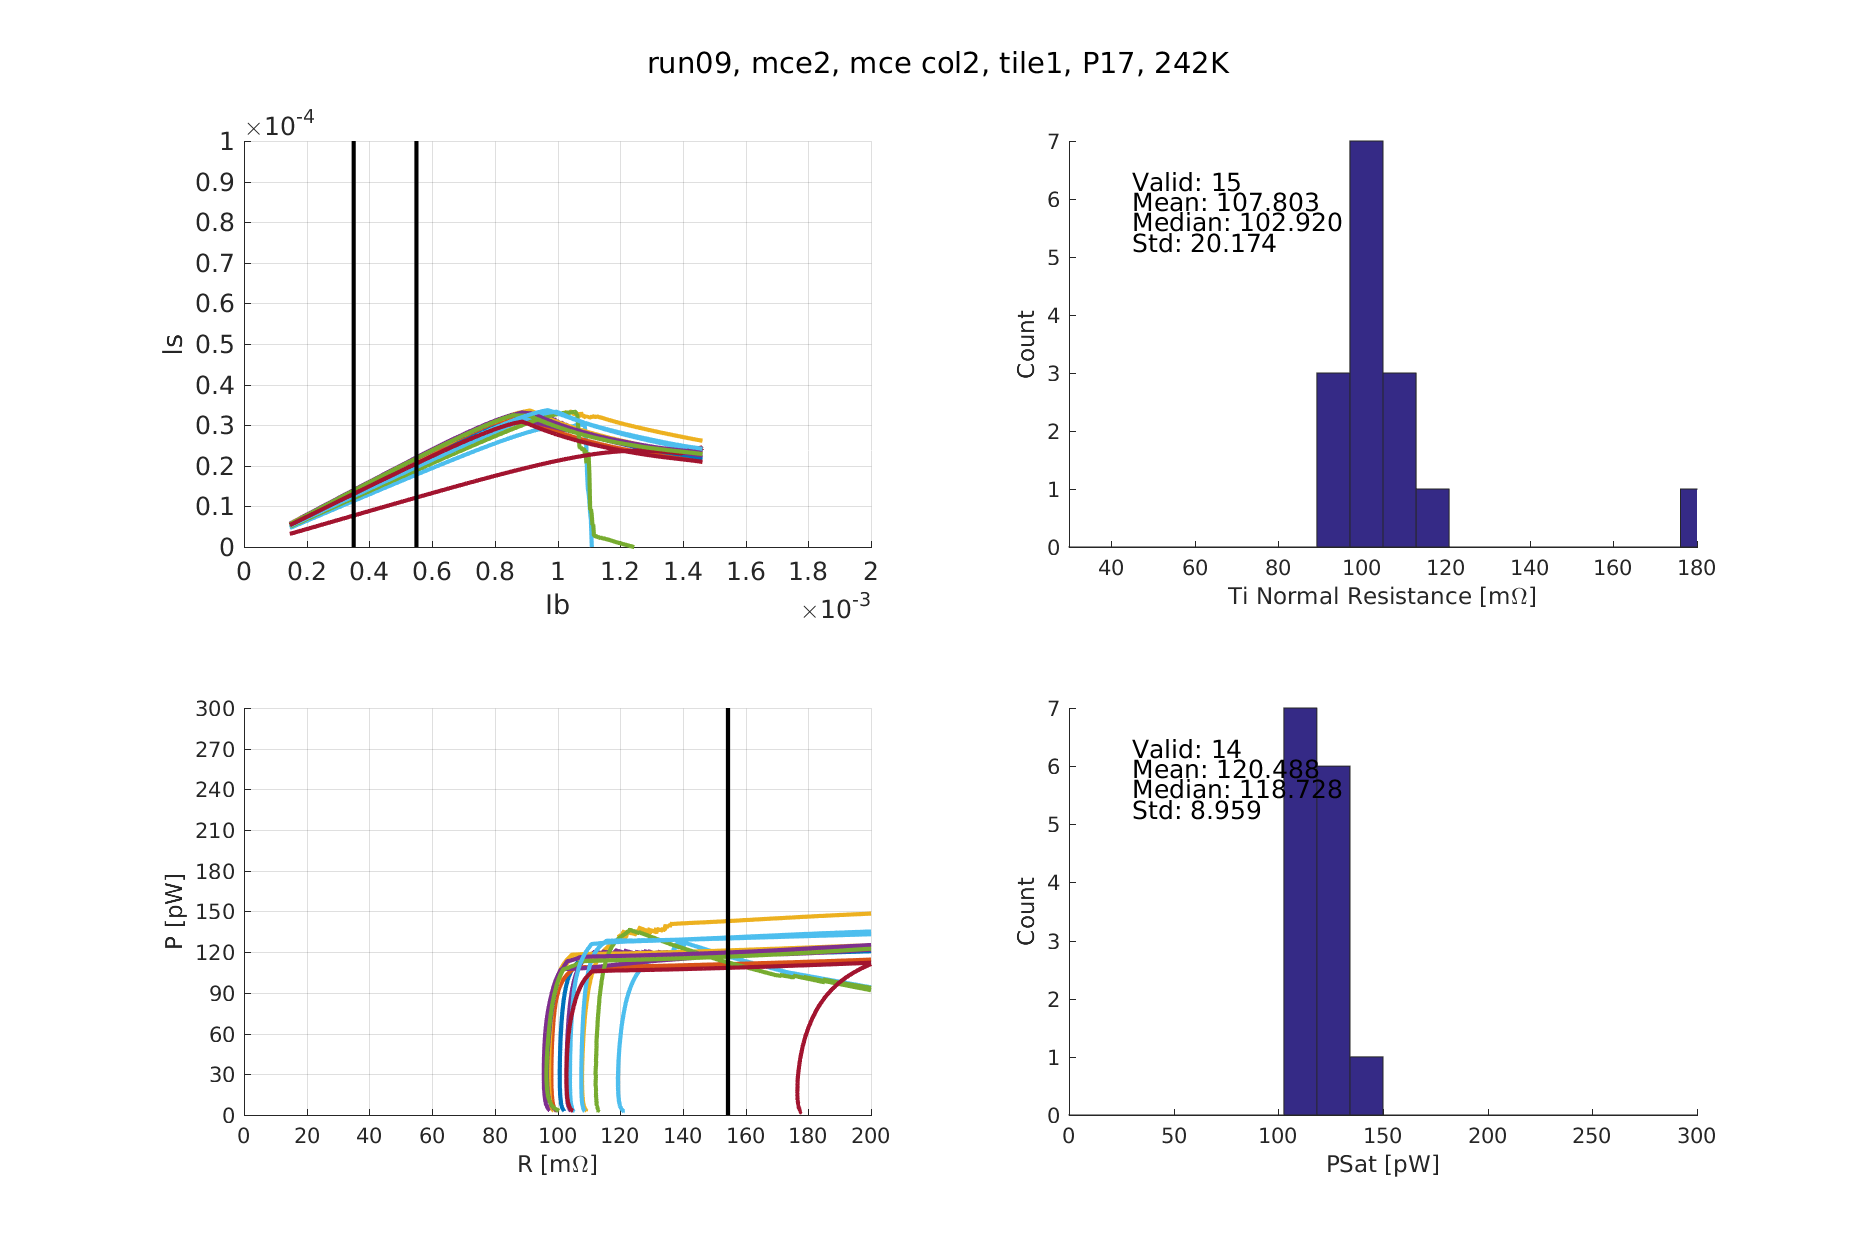 run09, mce2, mce col2, tile1, P17, 242K
×10-4
1
0.9
0.8
0.7
0.6
0.5
0.4
0.3
0.2
0.1
0
Is
0 0.2 0.4 0.6 0.8 1 1.2 1.4 1.6 1.8 2
Ib
×10-3
7
6
5
4
3
2
1
0
Count
Valid: 15
Mean: 107.803
Median: 102.920
Std: 20.174
40 60 80 100 120 140 160 180
Ti Normal Resistance [mΩ]
300
270
240
210
180
150
120
90
60
30
0
P [pW]
0 20 40 60 80 100 120 140 160 180 200
R [mΩ]
7
6
5
4
3
2
1
0
Count
Valid: 14
Mean: 120.488
Median: 118.728
Std: 8.959
0 50 100 150 200 250 300
PSat [pW]